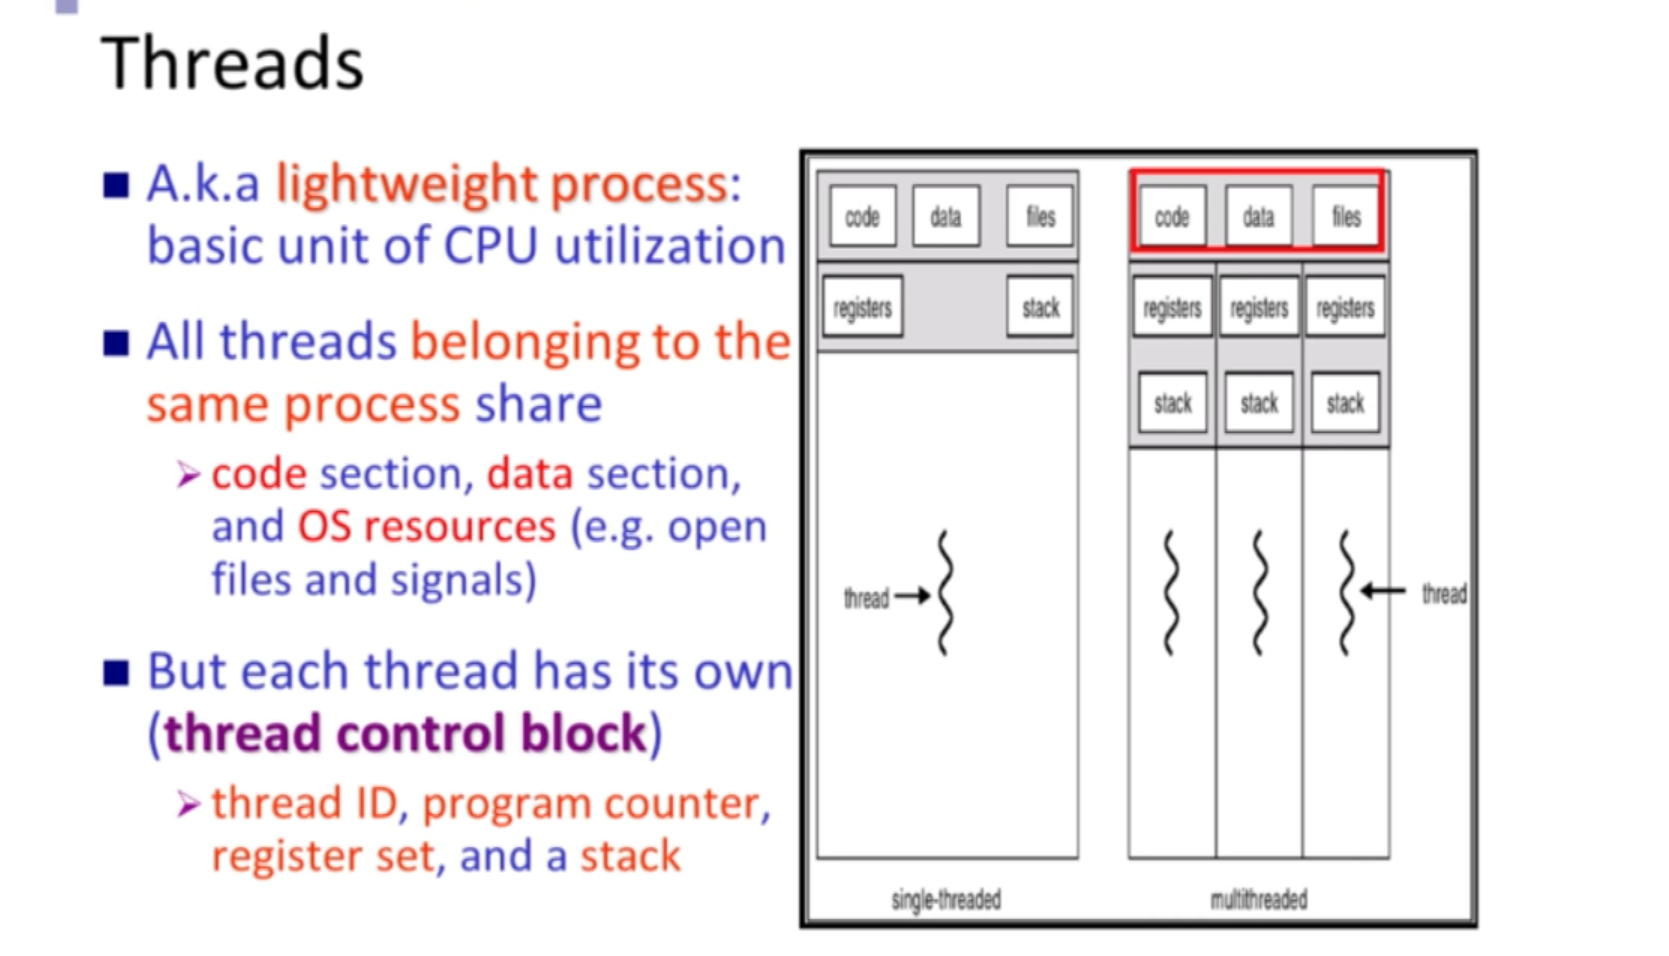 Threads
A.k.a lightweight process:
basic unit of CPU utilization
All threads belonging to the
same process share
code section, data section,
and OS resources (e.g. open
files and signals)
But each thread has its own
(thread control block)
thread ID, program counter,
register set, and a stack
code data files
registers stack
thread
single-threaded
code data files
registers registers registers
stack stack stack
thread
multithreaded